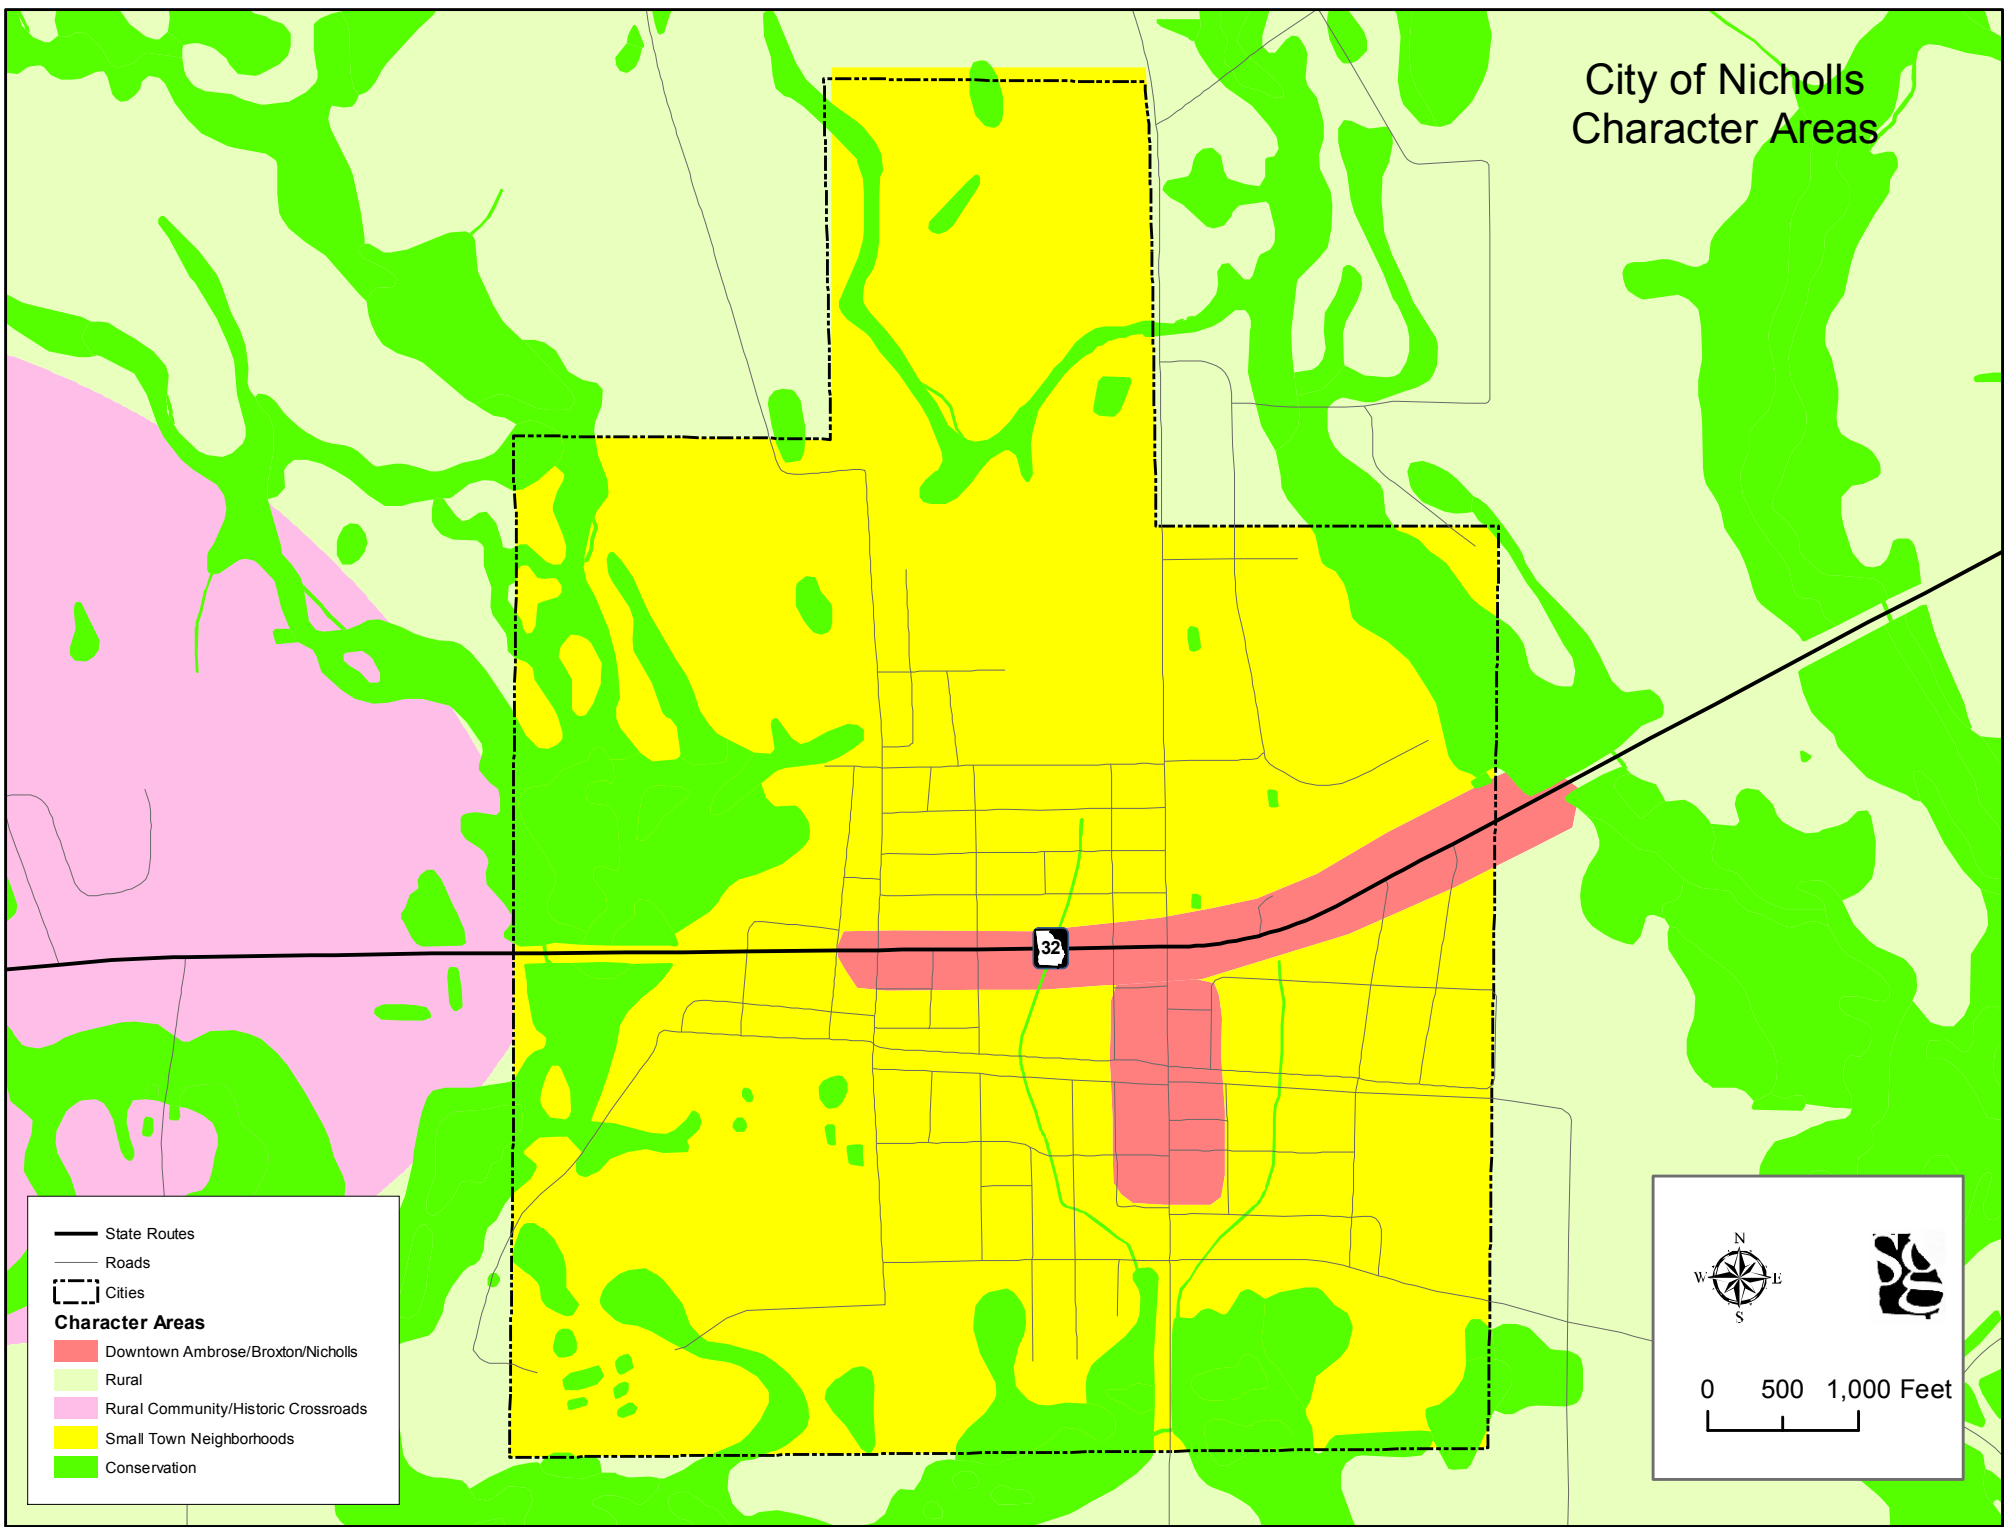 City of Nicholls
Character Areas
32
State Routes
Roads
Cities
Character Areas
Downtown Ambrose/Broxton/Nicholls
Rural
Rural Community/Historic Crossroads
Small Town Neighborhoods
Conservation
N
W E
S
0 500 1,000 Feet